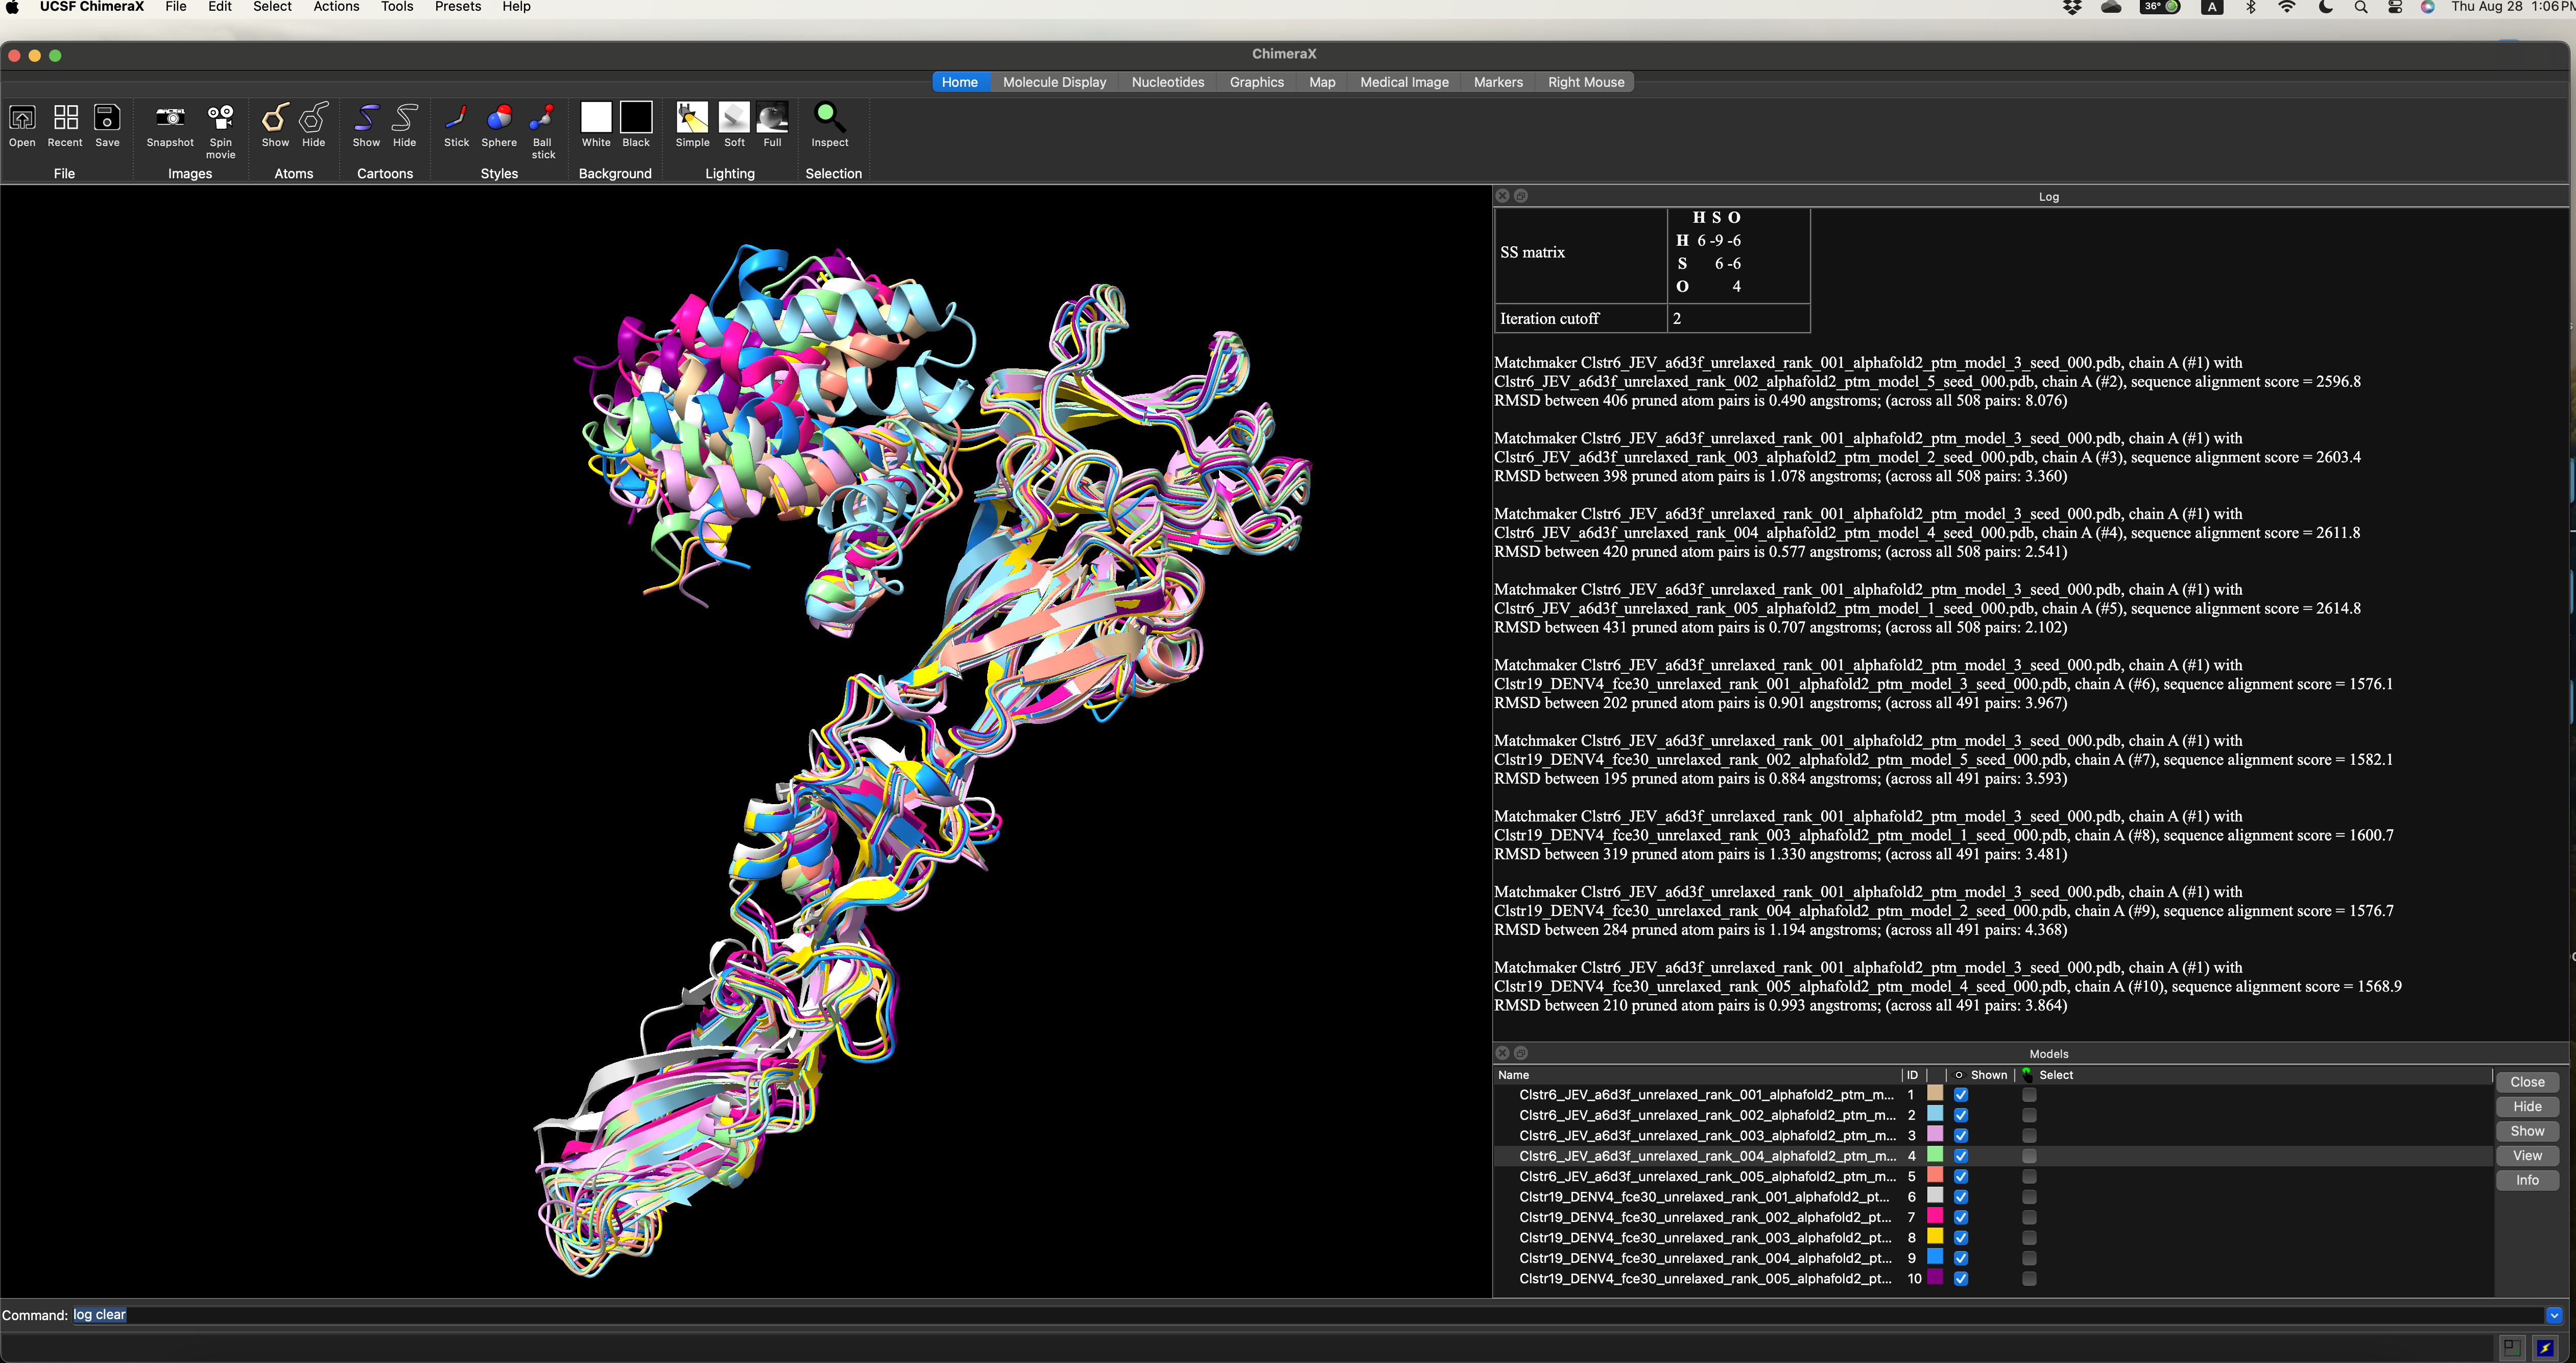 UCSF ChimeraX File Edit Select Actions Tools Presets Help
36° A Thu Aug 28 1:06PM
ChimeraX
Home Molecule Display Nucleotides Graphics Map Medical Image Markers Right Mouse
Open Recent Save Snapshot Spin movie Show Hide Show Hide Stick Sphere Ball stick White Black Simple Soft Full Inspect
File Images Atoms Cartoons Styles Background Lighting Selection
Log
H S O
SS matrix
H 6 -9 -6
S 6 -6
O 4
Iteration cutoff 2
Matchmaker Clstr6_JEV_a6d3f_unrelaxed_rank_001_alphafold2_ptm_model_3_seed_000.pdb, chain A (#1) with
Clstr6_JEV_a6d3f_unrelaxed_rank_002_alphafold2_ptm_model_5_seed_000.pdb, chain A (#2), sequence alignment score = 2596.8
RMSD between 406 pruned atom pairs is 0.490 angstroms; (across all 508 pairs: 8.076)
Matchmaker Clstr6_JEV_a6d3f_unrelaxed_rank_001_alphafold2_ptm_model_3_seed_000.pdb, chain A (#1) with
Clstr6_JEV_a6d3f_unrelaxed_rank_003_alphafold2_ptm_model_2_seed_000.pdb, chain A (#3), sequence alignment score = 2603.4
RMSD between 398 pruned atom pairs is 1.078 angstroms; (across all 508 pairs: 3.360)
Matchmaker Clstr6_JEV_a6d3f_unrelaxed_rank_001_alphafold2_ptm_model_3_seed_000.pdb, chain A (#1) with
Clstr6_JEV_a6d3f_unrelaxed_rank_004_alphafold2_ptm_model_4_seed_000.pdb, chain A (#4), sequence alignment score = 2611.8
RMSD between 420 pruned atom pairs is 0.577 angstroms; (across all 508 pairs: 2.541)
Matchmaker Clstr6_JEV_a6d3f_unrelaxed_rank_001_alphafold2_ptm_model_3_seed_000.pdb, chain A (#1) with
Clstr6_JEV_a6d3f_unrelaxed_rank_005_alphafold2_ptm_model_1_seed_000.pdb, chain A (#5), sequence alignment score = 2614.8
RMSD between 431 pruned atom pairs is 0.707 angstroms; (across all 508 pairs: 2.102)
Matchmaker Clstr6_JEV_a6d3f_unrelaxed_rank_001_alphafold2_ptm_model_3_seed_000.pdb, chain A (#1) with
Clstr19_DENV4_fce30_unrelaxed_rank_001_alphafold2_ptm_model_3_seed_000.pdb, chain A (#6), sequence alignment score = 1576.1
RMSD between 202 pruned atom pairs is 0.901 angstroms; (across all 491 pairs: 3.967)
Matchmaker Clstr6_JEV_a6d3f_unrelaxed_rank_001_alphafold2_ptm_model_3_seed_000.pdb, chain A (#1) with
Clstr19_DENV4_fce30_unrelaxed_rank_002_alphafold2_ptm_model_5_seed_000.pdb, chain A (#7), sequence alignment score = 1582.1
RMSD between 195 pruned atom pairs is 0.884 angstroms; (across all 491 pairs: 3.593)
Matchmaker Clstr6_JEV_a6d3f_unrelaxed_rank_001_alphafold2_ptm_model_3_seed_000.pdb, chain A (#1) with
Clstr19_DENV4_fce30_unrelaxed_rank_003_alphafold2_ptm_model_1_seed_000.pdb, chain A (#8), sequence alignment score = 1600.7
RMSD between 319 pruned atom pairs is 1.330 angstroms; (across all 491 pairs: 3.481)
Matchmaker Clstr6_JEV_a6d3f_unrelaxed_rank_001_alphafold2_ptm_model_3_seed_000.pdb, chain A (#1) with
Clstr19_DENV4_fce30_unrelaxed_rank_004_alphafold2_ptm_model_2_seed_000.pdb, chain A (#9), sequence alignment score = 1576.7
RMSD between 284 pruned atom pairs is 1.194 angstroms; (across all 491 pairs: 4.368)
Matchmaker Clstr6_JEV_a6d3f_unrelaxed_rank_001_alphafold2_ptm_model_3_seed_000.pdb, chain A (#1) with
Clstr19_DENV4_fce30_unrelaxed_rank_005_alphafold2_ptm_model_4_seed_000.pdb, chain A (#10), sequence alignment score = 1568.9
RMSD between 210 pruned atom pairs is 0.993 angstroms; (across all 491 pairs: 3.864)
Models
Name ID Shown Select
Clstr6_JEV_a6d3f_unrelaxed_rank_001_alphafold2_ptm_m... 1
Clstr6_JEV_a6d3f_unrelaxed_rank_002_alphafold2_ptm_m... 2
Clstr6_JEV_a6d3f_unrelaxed_rank_003_alphafold2_ptm_m... 3
Clstr6_JEV_a6d3f_unrelaxed_rank_004_alphafold2_ptm_m... 4
Clstr6_JEV_a6d3f_unrelaxed_rank_005_alphafold2_ptm_m... 5
Clstr19_DENV4_fce30_unrelaxed_rank_001_alphafold2_pt... 6
Clstr19_DENV4_fce30_unrelaxed_rank_002_alphafold2_pt... 7
Clstr19_DENV4_fce30_unrelaxed_rank_003_alphafold2_pt... 8
Clstr19_DENV4_fce30_unrelaxed_rank_004_alphafold2_pt... 9
Clstr19_DENV4_fce30_unrelaxed_rank_005_alphafold2_pt... 10
Close
Hide
Show
View
Info
Command: log clear